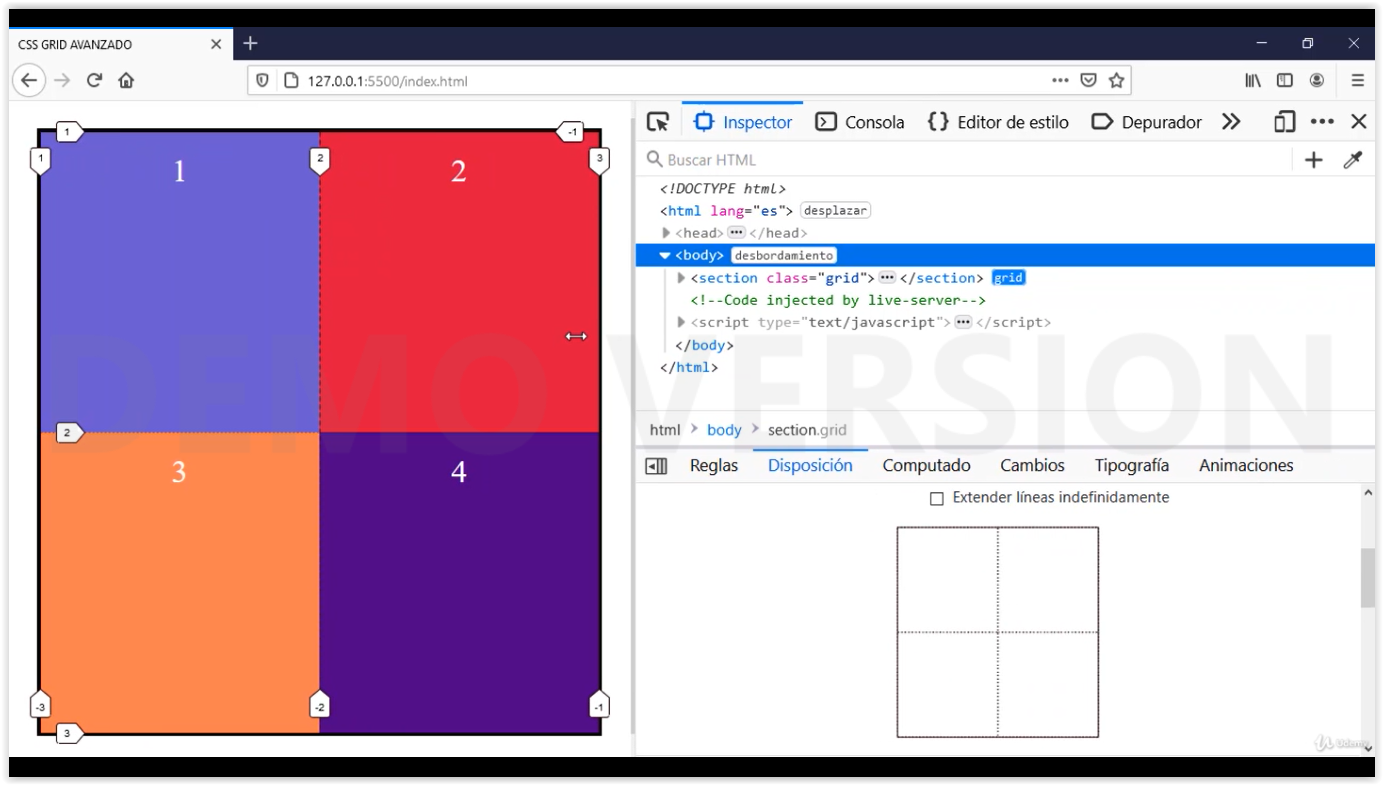 CSS GRID AVANZADO
127.0.0.1:5500/index.html
Inspector Consola Editor de estilo Depurador
Buscar HTML
<!DOCTYPE html>
<html lang="es"> desplazar
<head> ••• </head>
<body> desbordamiento
<section class="grid"> ••• </section> grid
<!--Code injected by live-server-->
<script type="text/javascript"> ••• </script>
</body>
</html>
html > body > section.grid
Reglas Disposición Computado Cambios Tipografía Animaciones
Extender líneas indefinidamente
1 -1
1 2 3
1 2
2
3 4
-3 -2 -1
3
DEMO VERSION
Udemy